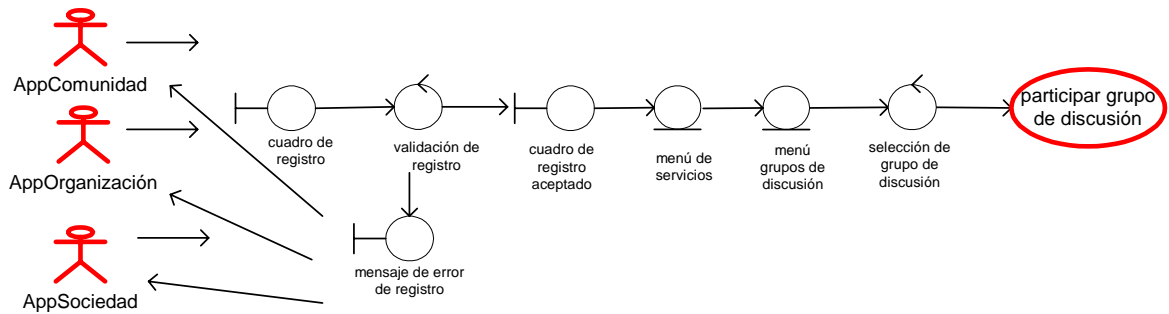 AppComunidad
AppOrganización
AppSociedad
cuadro de
registro
validación de
registro
mensaje de error
de registro
cuadro de
registro
aceptado
menú de
servicios
menú
grupos de
discusión
selección de
grupo de
discusión
participar grupo
de discusión